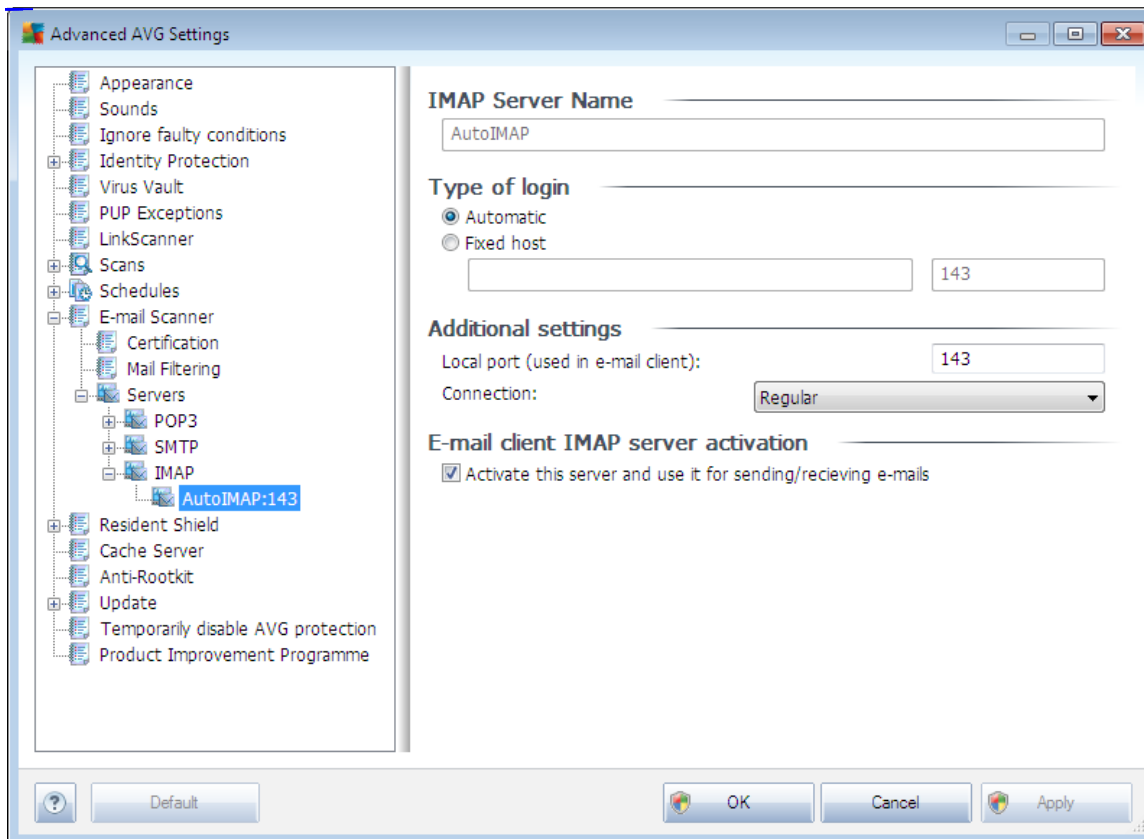 Advanced AVG Settings
Appearance
Sounds
Ignore faulty conditions
Identity Protection
Virus Vault
PUP Exceptions
LinkScanner
Scans
Schedules
E-mail Scanner
Certification
Mail Filtering
Servers
POP3
SMTP
IMAP
AutoIMAP:143
Resident Shield
Cache Server
Anti-Rootkit
Update
Temporarily disable AVG protection
Product Improvement Programme
IMAP Server Name
AutoIMAP
Type of login
Automatic
Fixed host
143
Additional settings
Local port (used in e-mail client):
143
Connection:
Regular
E-mail client IMAP server activation
Activate this server and use it for sending/recieving e-mails
?
Default
OK
Cancel
Apply